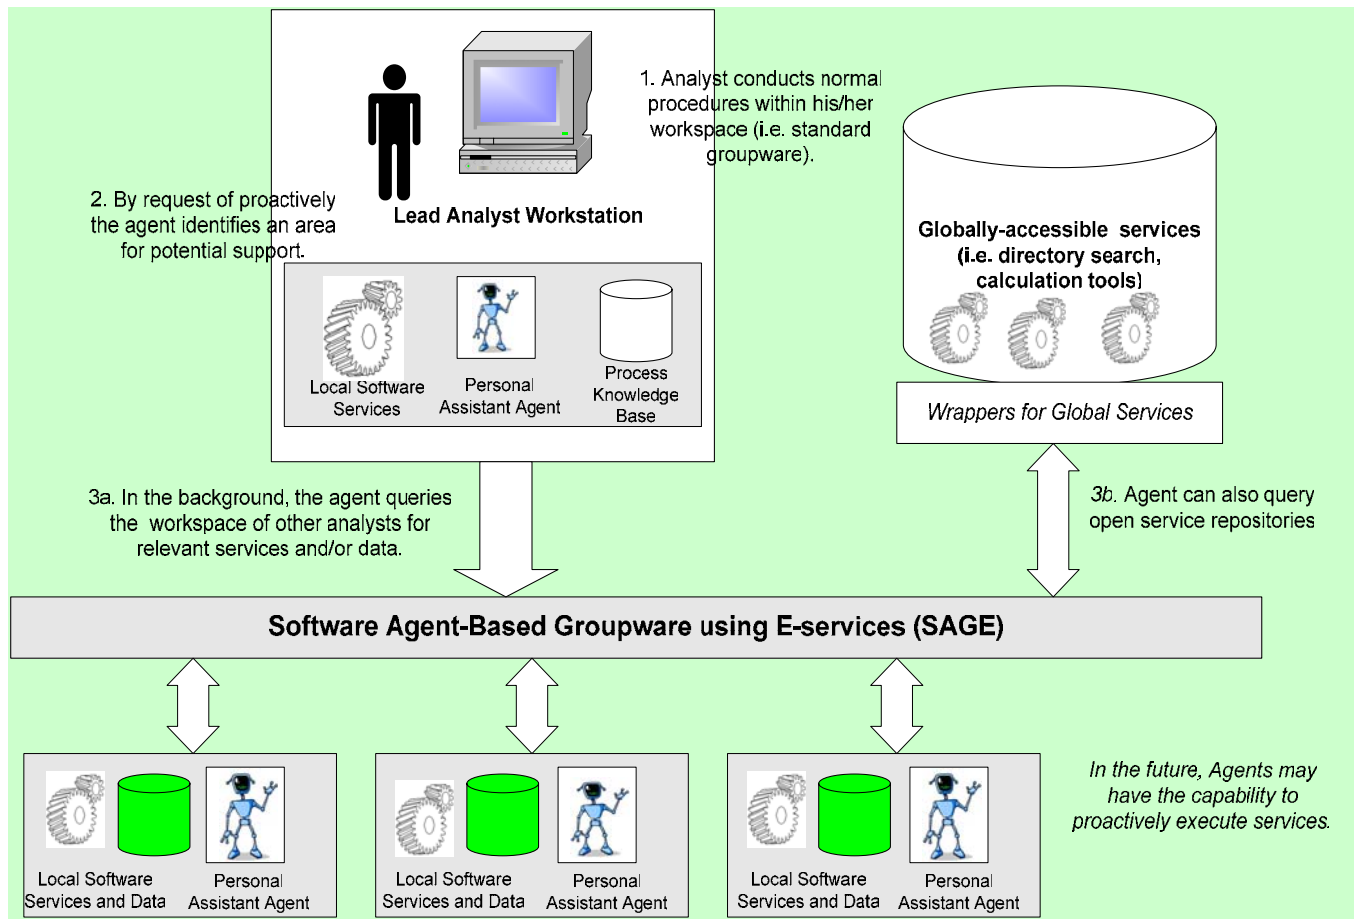 1. Analyst conducts normal
procedures within his/her
workspace (i.e. standard
groupware).
2. By request of proactively
the agent identifies an area
for potential support.
Lead Analyst Workstation
Local Software
Services
Personal
Assistant Agent
Process
Knowledge
Base
Globally-accessible services
(i.e. directory search,
calculation tools)
Wrappers for Global Services
3a. In the background, the agent queries
the workspace of other analysts for
relevant services and/or data.
3b. Agent can also query
open service repositories
Software Agent-Based Groupware using E-services (SAGE)
Local Software
Services and Data
Personal
Assistant Agent
Local Software
Services and Data
Personal
Assistant Agent
Local Software
Services and Data
Personal
Assistant Agent
In the future, Agents may
have the capability to
proactively execute services.